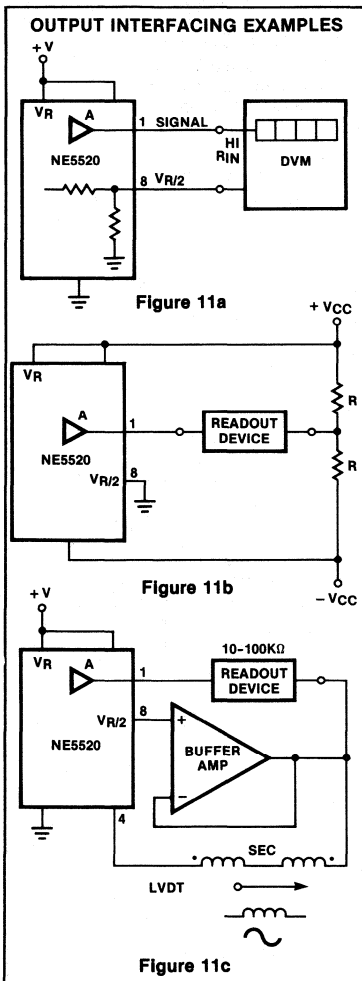 OUTPUT INTERFACING EXAMPLES
+V
VR
A
1 SIGNAL
HI
RIN
DVM
NE5520
8 VR/2
Figure 11a
+VCC
VR
A
1
READOUT
DEVICE
R
NE5520
8
VR/2
R
Figure 11b
-VCC
+V
VR
A
1
10-100KΩ
READOUT
DEVICE
8
VR/2
+
NE5520
BUFFER
AMP
-
4
SEC
LVDT
Figure 11c